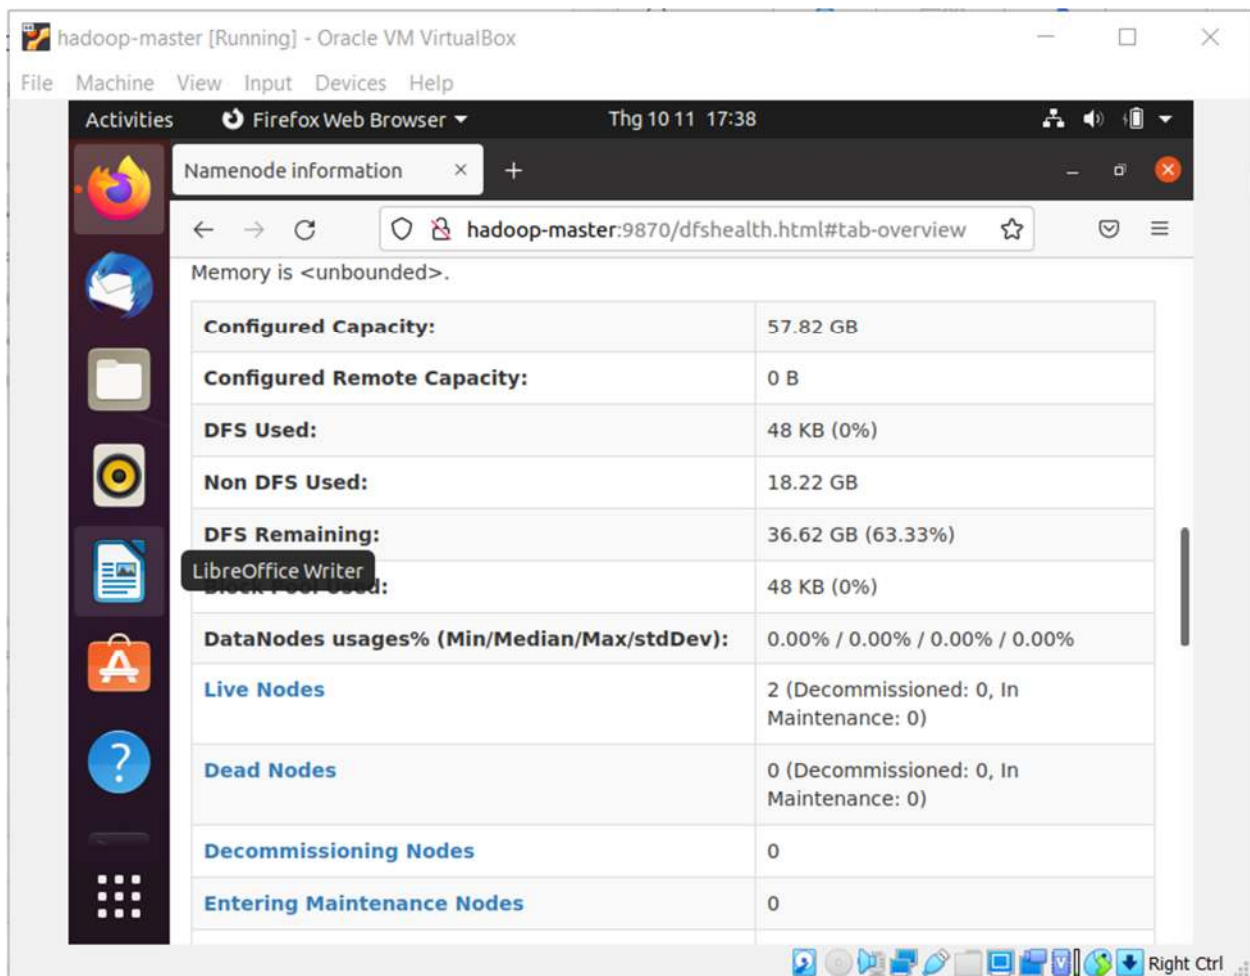 hadoop-master [Running] - Oracle VM VirtualBox
File Machine View Input Devices Help
Activities Firefox Web Browser Thg 10 11 17:38
Namenode information
hadoop-master:9870/dfshealth.html#tab-overview
Memory is <unbounded>.
Configured Capacity: 57.82 GB
Configured Remote Capacity: 0 B
DFS Used: 48 KB (0%)
Non DFS Used: 18.22 GB
DFS Remaining: 36.62 GB (63.33%)
LibreOffice Writer
Block Pool Used: 48 KB (0%)
DataNodes usages% (Min/Median/Max/stdDev): 0.00% / 0.00% / 0.00% / 0.00%
Live Nodes 2 (Decommissioned: 0, In
Maintenance: 0)
Dead Nodes 0 (Decommissioned: 0, In
Maintenance: 0)
Decommissioning Nodes 0
Entering Maintenance Nodes 0
Right Ctrl